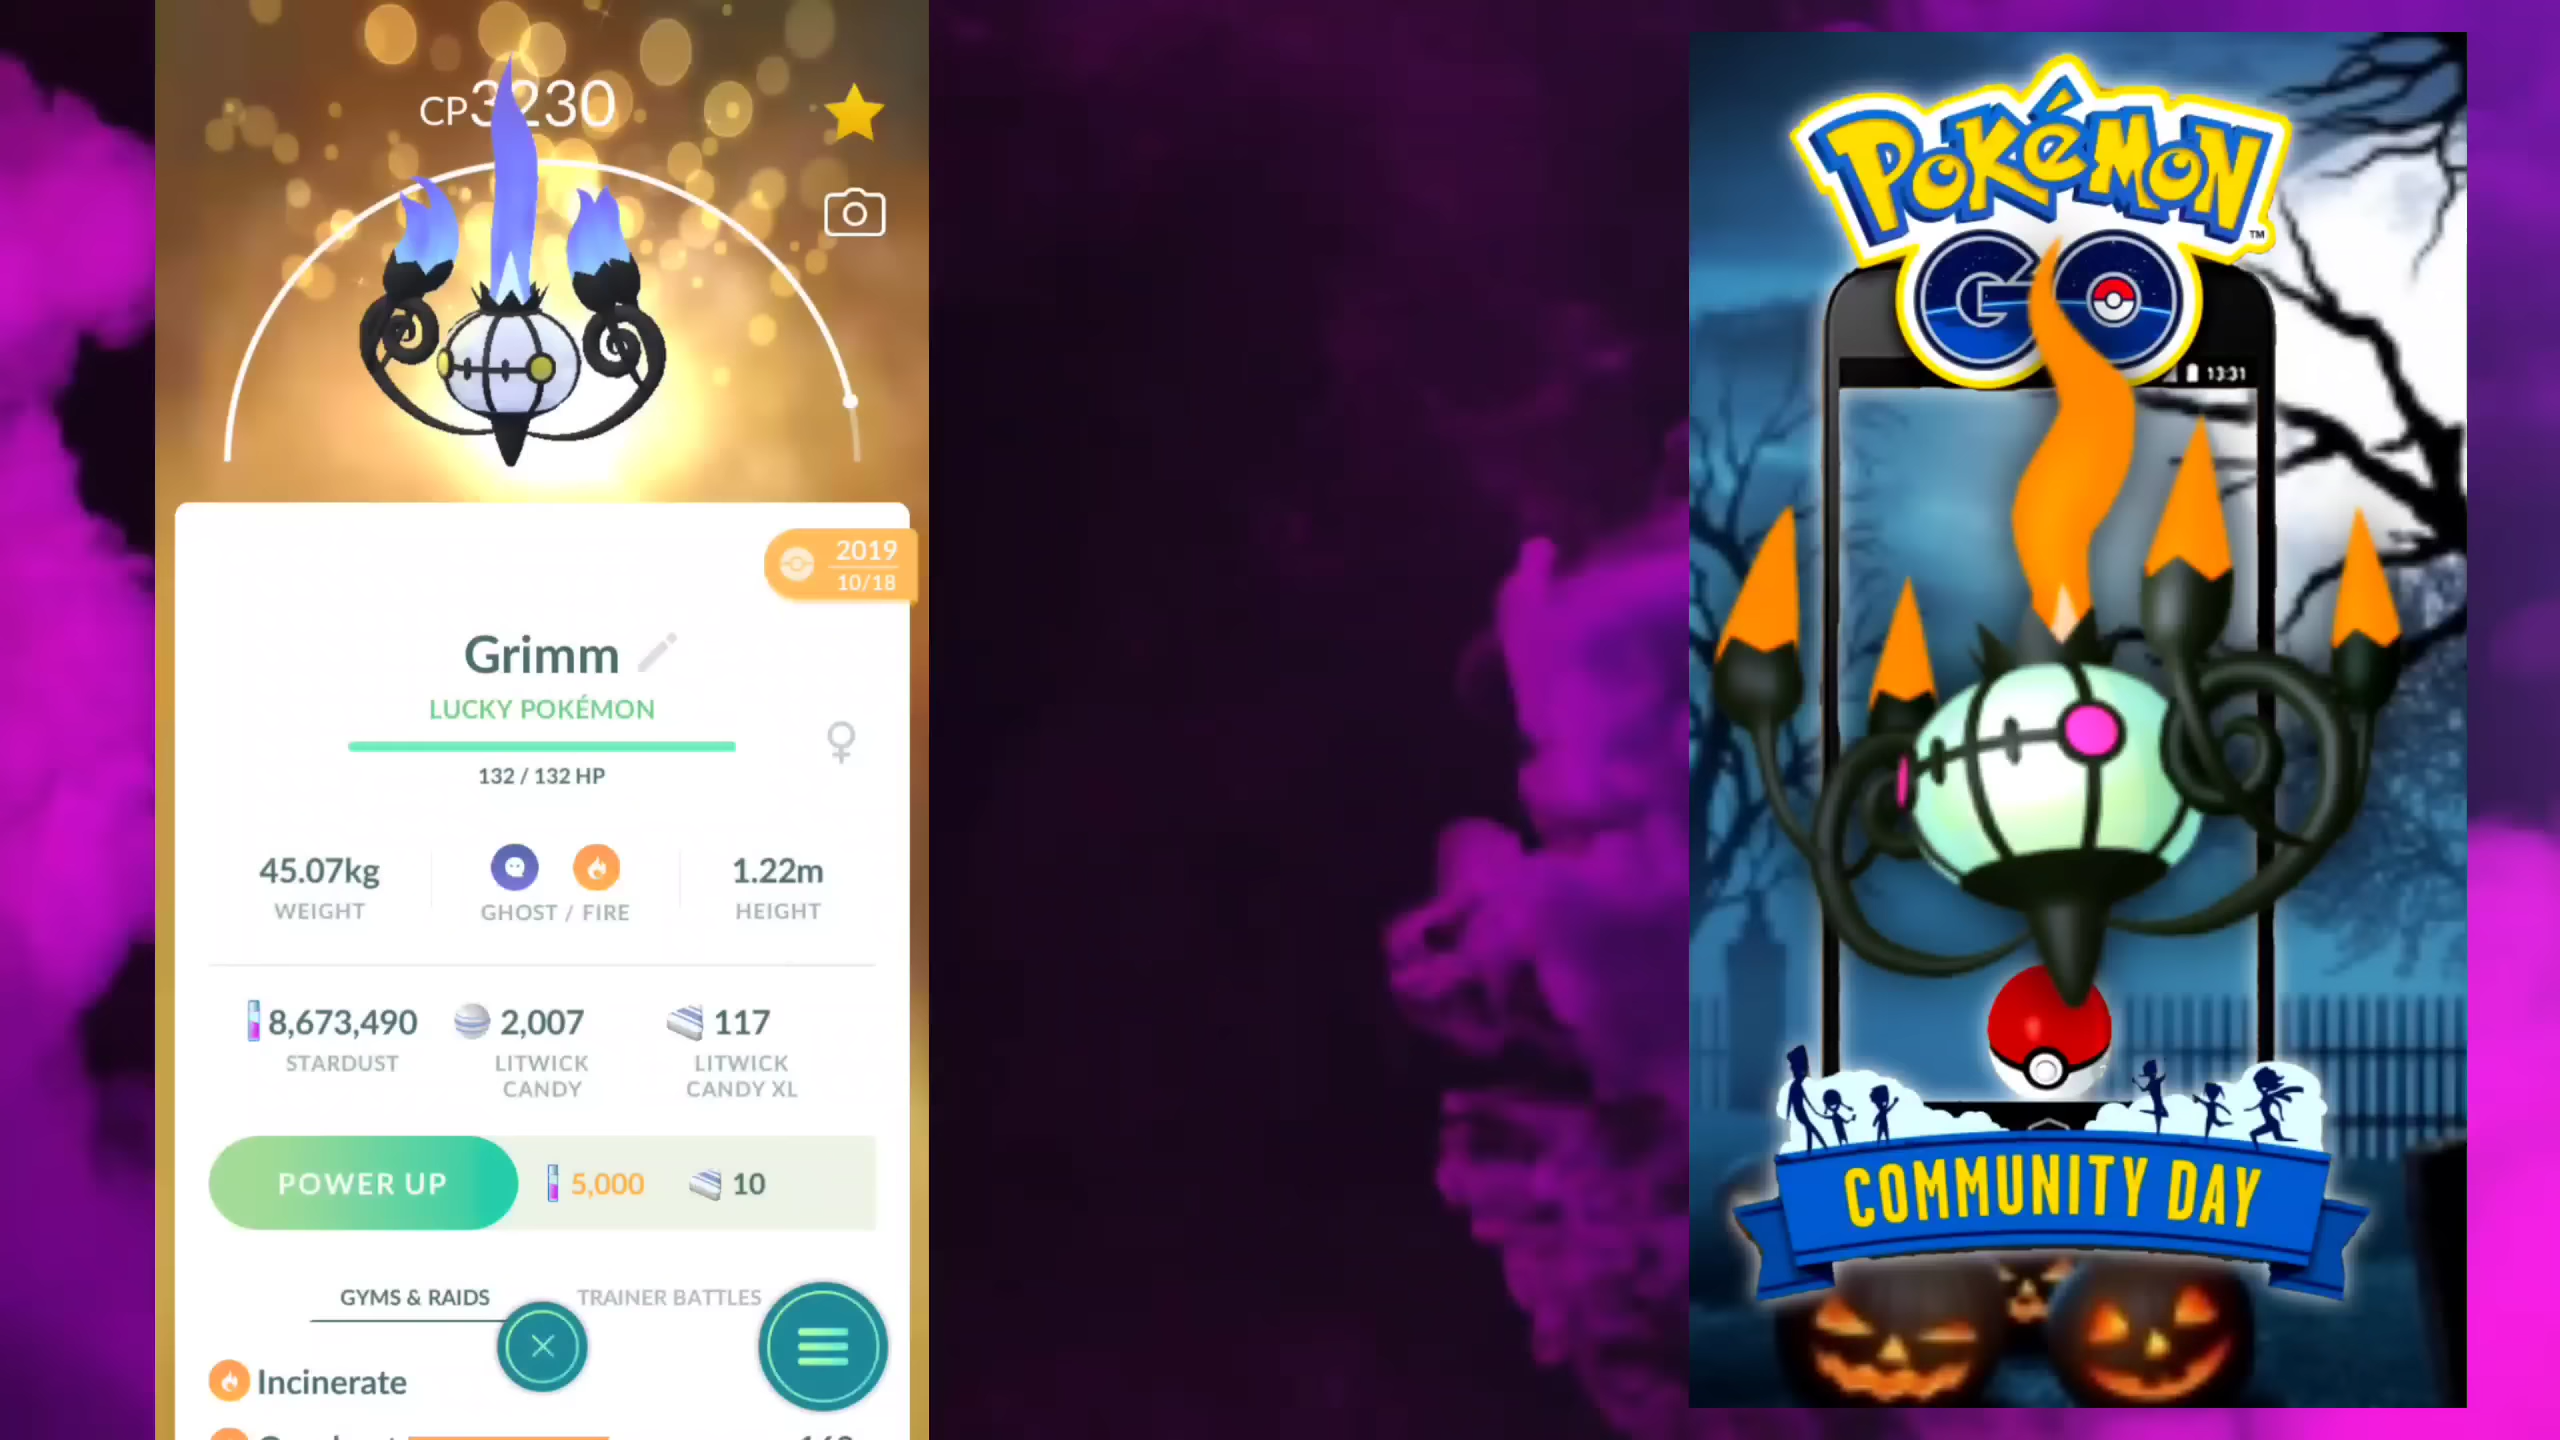 CP3230
2019
10/18
Grimm
LUCKY POKÉMON
132 / 132 HP
45.07kg
WEIGHT
GHOST / FIRE
1.22m
HEIGHT
8,673,490
STARDUST
2,007
LITWICK
CANDY
117
LITWICK
CANDY XL
POWER UP
5,000
10
GYMS & RAIDS
TRAINER BATTLES
Incinerate
POKÉMON
TM
GO
13:31
COMMUNITY DAY